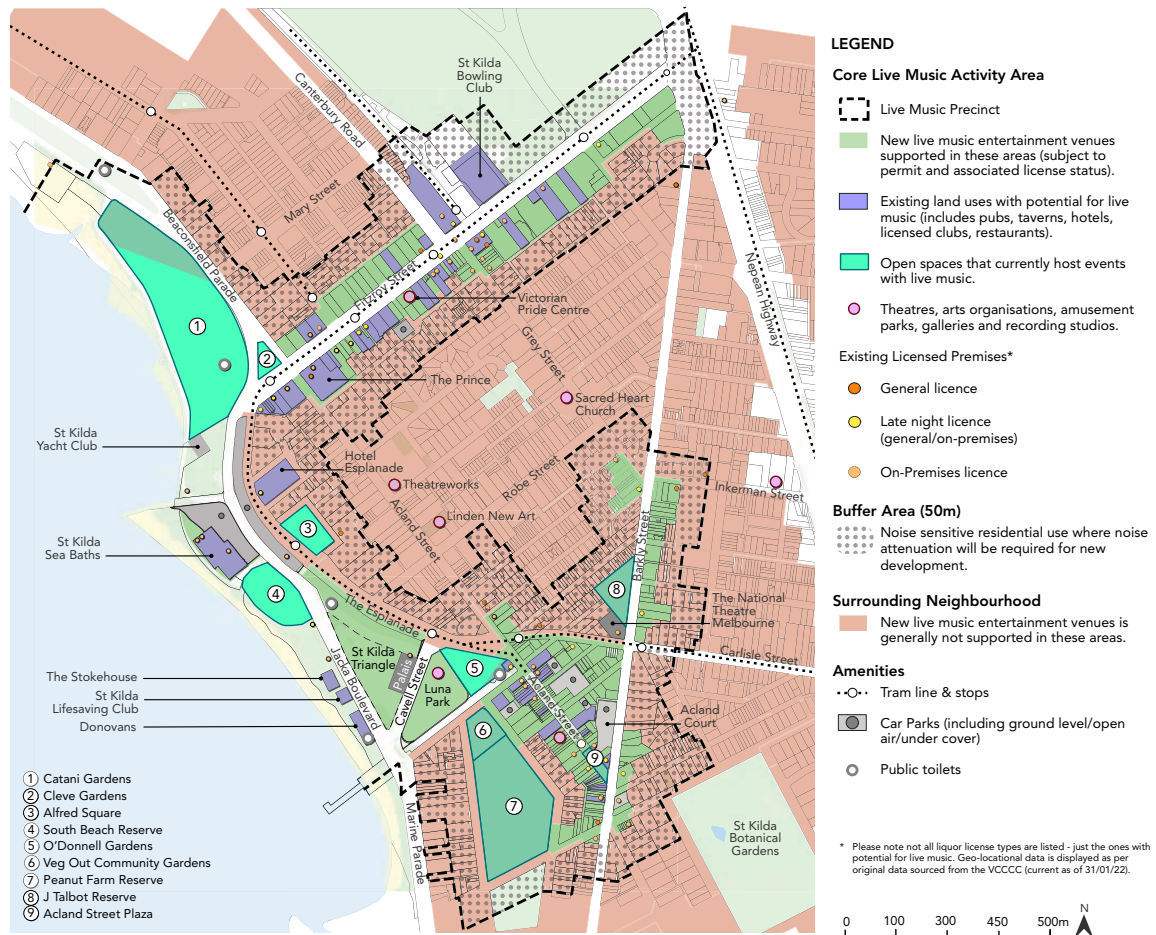 St Kilda
Bowling
Club
Canterbury Road
Mary Street
Beaconsfield Parade
Fitzroy Street
Nepean Highway
Victorian
Pride Centre
Grey Street
The Prince
Sacred Heart
Church
St Kilda
Yacht Club
Hotel
Esplanade
Theatreworks
Robe Street
Inkerman Street
Linden New Art
Acland Street
Barkly Street
St Kilda
Sea Baths
The National
Theatre
Melbourne
The Esplanade
Carlisle Street
St Kilda
Triangle
Palais
Cavell Street
Luna
Park
Jacka Boulevard
The Stokehouse
St Kilda
Lifesaving Club
Donovans
Acland Street
Acland
Court
Marine Parade
St Kilda
Botanical
Gardens
1
2
3
4
5
6
7
8
9
1 Catani Gardens
2 Cleve Gardens
3 Alfred Square
4 South Beach Reserve
5 O'Donnell Gardens
6 Veg Out Community Gardens
7 Peanut Farm Reserve
8 J Talbot Reserve
9 Acland Street Plaza
LEGEND
Core Live Music Activity Area
Live Music Precinct
New live music entertainment venues
supported in these areas (subject to
permit and associated license status).
Existing land uses with potential for live
music (includes pubs, taverns, hotels,
licensed clubs, restaurants).
Open spaces that currently host events
with live music.
Theatres, arts organisations, amusement
parks, galleries and recording studios.
Existing Licensed Premises*
General licence
Late night licence
(general/on-premises)
On-Premises licence
Buffer Area (50m)
Noise sensitive residential use where noise
attenuation will be required for new
development.
Surrounding Neighbourhood
New live music entertainment venues is
generally not supported in these areas.
Amenities
Tram line & stops
Car Parks (including ground level/open
air/under cover)
Public toilets
* Please note not all liquor license types are listed - just the ones with
potential for live music. Geo-locational data is displayed as per
original data sourced from the VCCCC (current as of 31/01/22).
0 100 300 450 500m
N